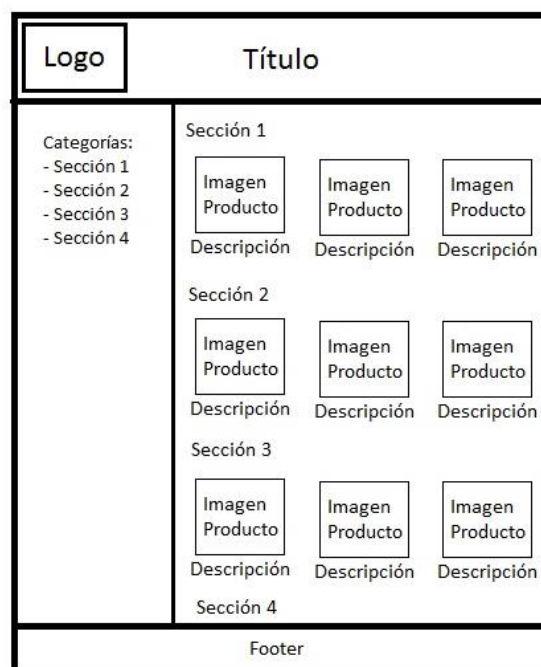 Logo
Título
Categorías:
- Sección 1
- Sección 2
- Sección 3
- Sección 4
Sección 1
Imagen
Producto
Descripción
Imagen
Producto
Descripción
Imagen
Producto
Descripción
Sección 2
Imagen
Producto
Descripción
Imagen
Producto
Descripción
Imagen
Producto
Descripción
Sección 3
Imagen
Producto
Descripción
Imagen
Producto
Descripción
Imagen
Producto
Descripción
Sección 4
Footer